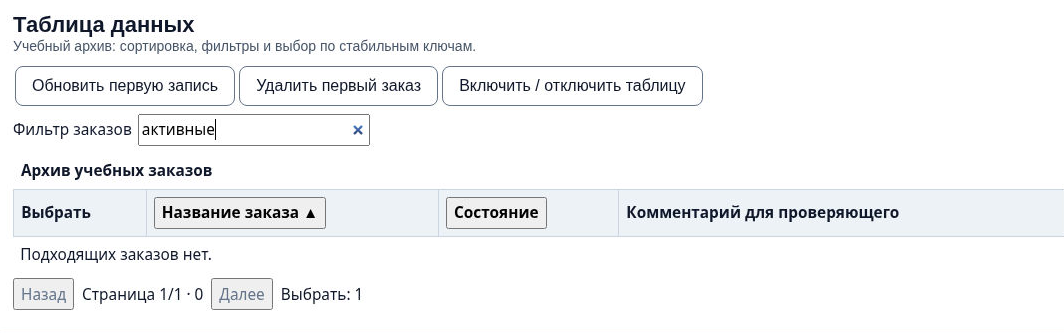 Таблица данных
Учебный архив: сортировка, фильтры и выбор по стабильным ключам.
Обновить первую запись Удалить первый заказ Включить / отключить таблицу
Фильтр заказов активные ×
Архив учебных заказов
Выбрать Название заказа ▲ Состояние Комментарий для проверяющего
Подходящих заказов нет.
Назад Страница 1/1 · 0 Далее Выбрать: 1